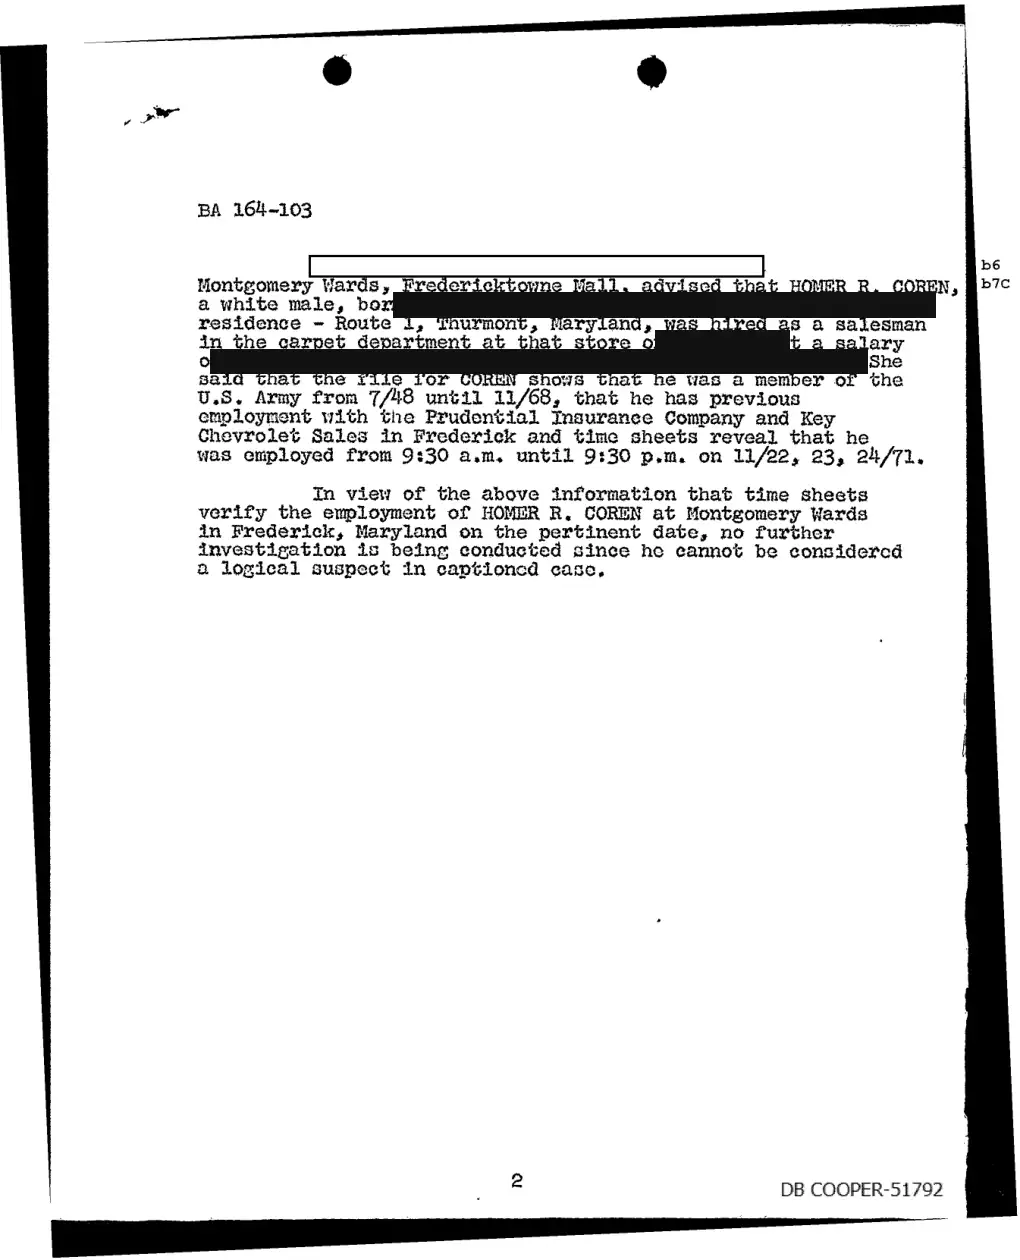 BA 164-103
b6
Montgomery Wards, Fredericktowne Mall, advised that HOMER R. COREN,
b7C
a white male, bor
residence - Route 1, Thurmont, Maryland, was hired as a salesman
in the carpet department at that store o t a salary
o She
said that the file for COREN shows that he was a member of the
U.S. Army from 7/48 until 11/68, that he has previous
employment with the Prudential Insurance Company and Key
Chevrolet Sales in Frederick and time sheets reveal that he
was employed from 9:30 a.m. until 9:30 p.m. on 11/22, 23, 24/71.
In view of the above information that time sheets
verify the employment of HOMER R. COREN at Montgomery Wards
in Frederick, Maryland on the pertinent date, no further
investigation is being conducted since he cannot be considered
a logical suspect in captioned case.
2
DB COOPER-51792